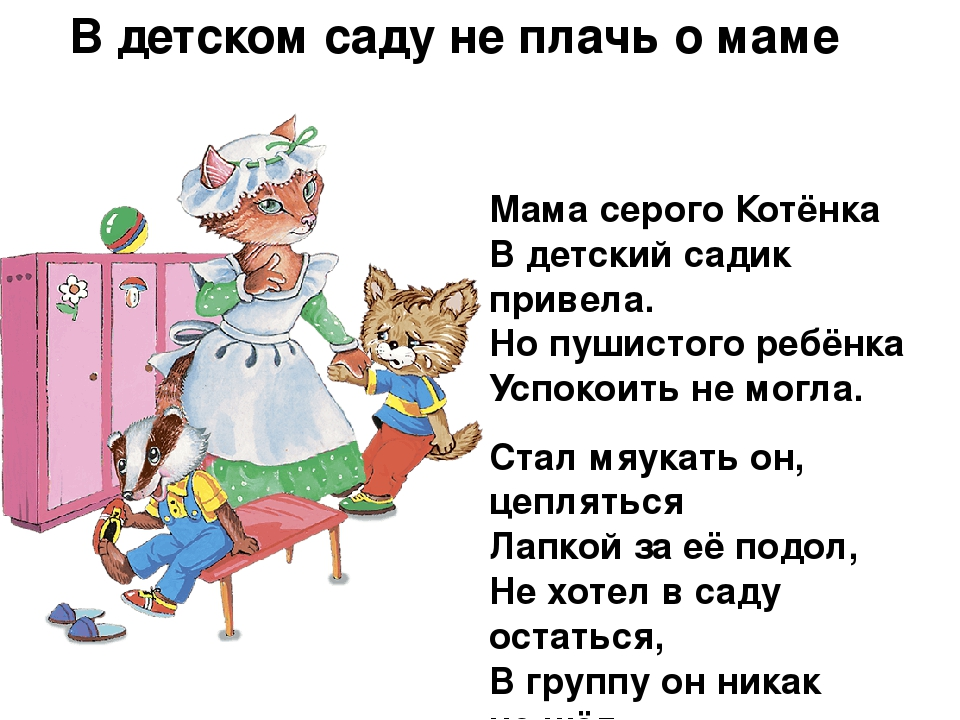 В детском саду не плачь о маме
Мама серого Котёнка
В детский садик
привела.
Но пушистого ребёнка
Успокоить не могла.
Стал мяукать он,
цепляться
Лапкой за её подол,
Не хотел в саду
остаться,
В группу он никак